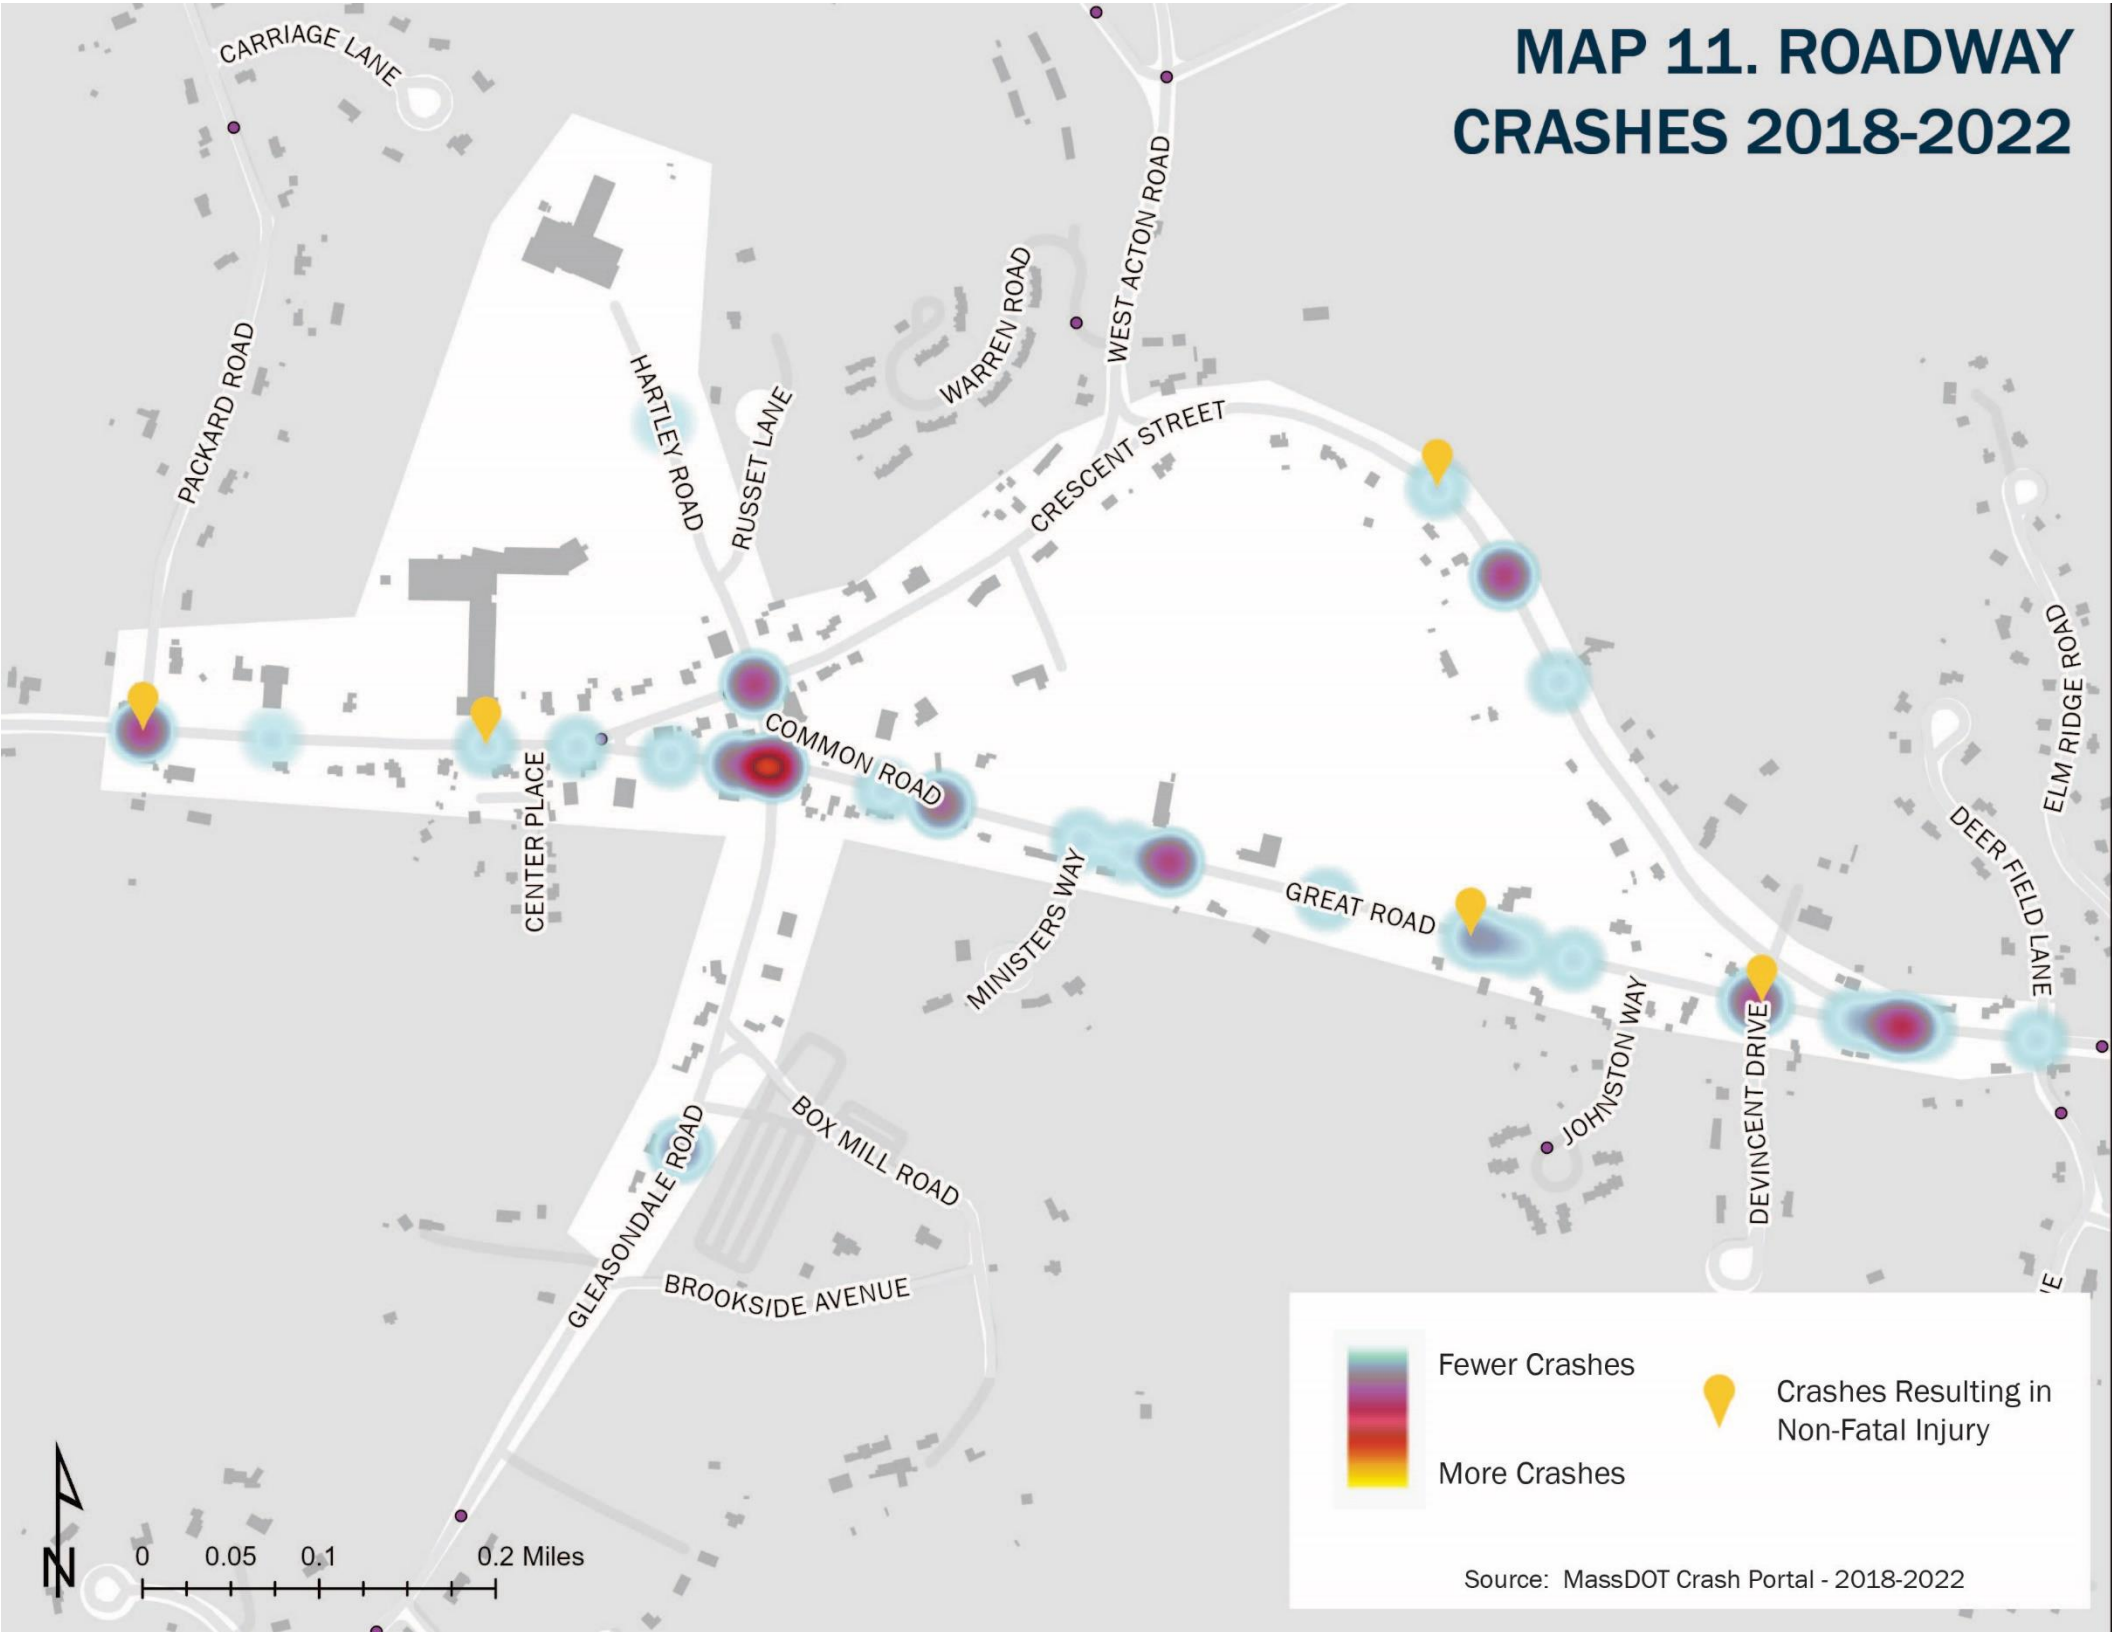 MAP 11. ROADWAY
CRASHES 2018-2022
CARRIAGE LANE
WEST ACTON ROAD
WARREN ROAD
PACKARD ROAD
HARTLEY ROAD
RUSSET LANE
CRESCENT STREET
ELM RIDGE ROAD
COMMON ROAD
CENTER PLACE
MINISTERS WAY
GREAT ROAD
DEER FIELD LANE
JOHNSTON WAY
DEVINCENT DRIVE
BOX MILL ROAD
GLEASONDALE ROAD
BROOKSIDE AVENUE
Fewer Crashes
More Crashes
Crashes Resulting in
Non-Fatal Injury
Source: MassDOT Crash Portal - 2018-2022
N
0 0.05 0.1 0.2 Miles